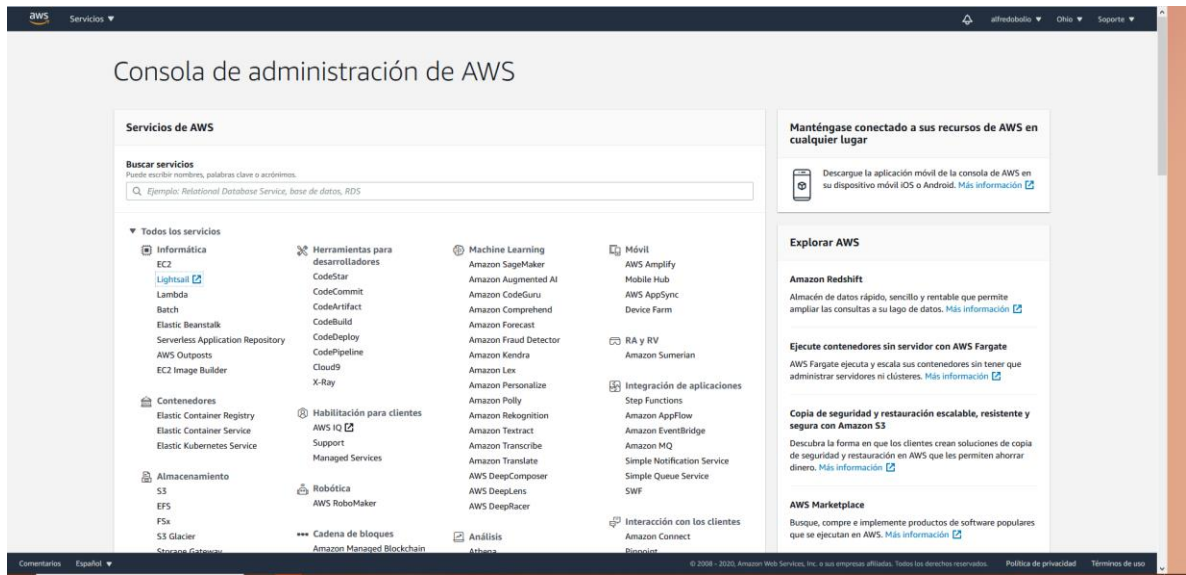 aws
Servicios
alfredobolio
Ohio
Soporte
Consola de administración de AWS
Servicios de AWS
Buscar servicios
Puede escribir nombres, palabras clave o acrónimos.
Ejemplo: Relational Database Service, base de datos, RDS
Todos los servicios
Informática
EC2
Lightsail
Lambda
Batch
Elastic Beanstalk
Serverless Application Repository
AWS Outposts
EC2 Image Builder
Contenedores
Elastic Container Registry
Elastic Container Service
Elastic Kubernetes Service
Almacenamiento
S3
EFS
FSx
S3 Glacier
Storage Gateway
Herramientas para
desarrolladores
CodeStar
CodeCommit
CodeArtifact
CodeBuild
CodeDeploy
CodePipeline
Cloud9
X-Ray
Habilitación para clientes
AWS IQ
Support
Managed Services
Robótica
AWS RoboMaker
Cadena de bloques
Amazon Managed Blockchain
Machine Learning
Amazon SageMaker
Amazon Augmented AI
Amazon CodeGuru
Amazon Comprehend
Amazon Forecast
Amazon Fraud Detector
Amazon Kendra
Amazon Lex
Amazon Personalize
Amazon Polly
Amazon Rekognition
Amazon Textract
Amazon Transcribe
Amazon Translate
AWS DeepComposer
AWS DeepLens
AWS DeepRacer
Análisis
Athena
Móvil
AWS Amplify
Mobile Hub
AWS AppSync
Device Farm
RA y RV
Amazon Sumerian
Integración de aplicaciones
Step Functions
Amazon AppFlow
Amazon EventBridge
Amazon MQ
Simple Notification Service
Simple Queue Service
SWF
Interacción con los clientes
Amazon Connect
Pinpoint
Manténgase conectado a sus recursos de AWS en
cualquier lugar
Descargue la aplicación móvil de la consola de AWS en
su dispositivo móvil iOS o Android. Más información
Explorar AWS
Amazon Redshift
Almacén de datos rápido, sencillo y rentable que permite
ampliar las consultas a su lago de datos. Más información
Ejecute contenedores sin servidor con AWS Fargate
AWS Fargate ejecuta y escala sus contenedores sin tener que
administrar servidores ni clústeres. Más información
Copia de seguridad y restauración escalable, resistente y
segura con Amazon S3
Descubra la forma en que los clientes crean soluciones de copia
de seguridad y restauración en AWS que les permiten ahorrar
dinero. Más información
AWS Marketplace
Busque, compre e implemente productos de software populares
que se ejecutan en AWS. Más información
Comentarios
Español
© 2008 - 2020, Amazon Web Services, Inc. o sus empresas afiliadas. Todos los derechos reservados.
Política de privacidad
Términos de uso